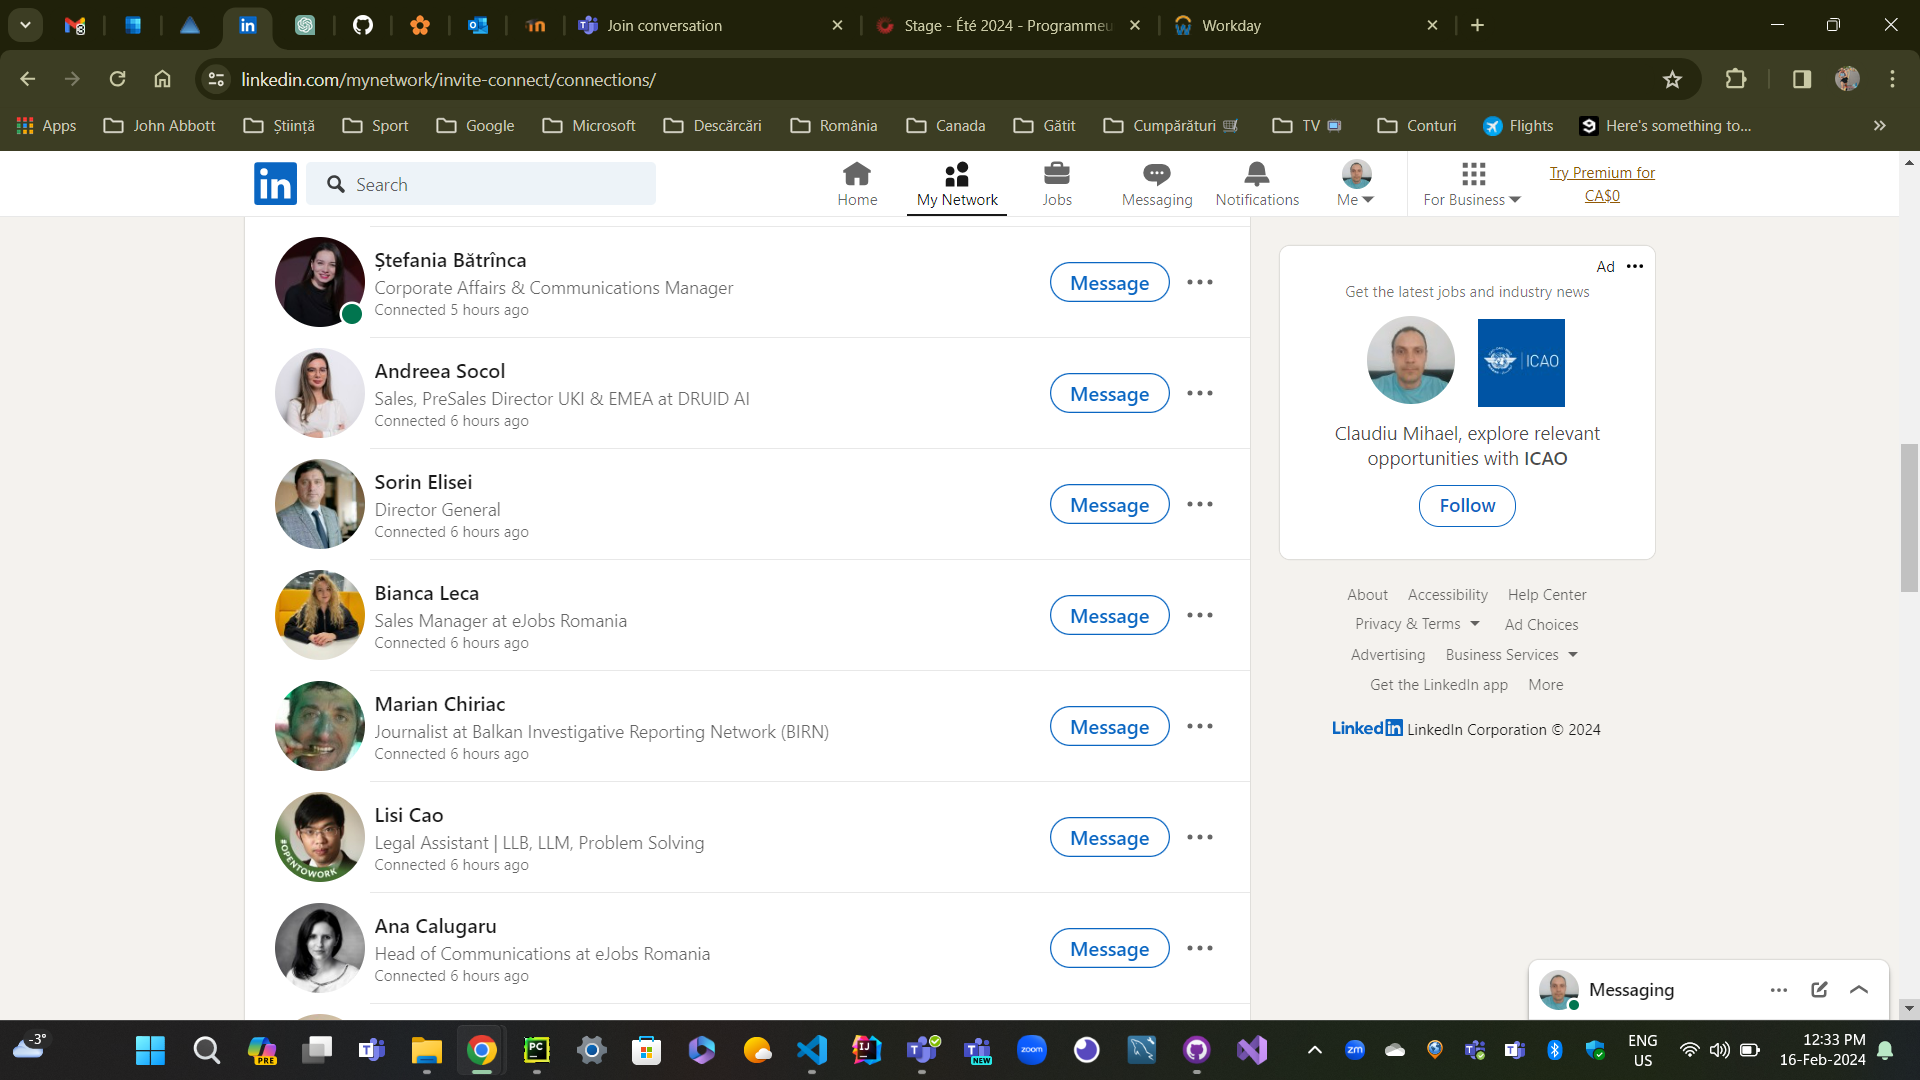 3
Join conversation
Stage - Été 2024 - Programmeu
Workday
linkedin.com/mynetwork/invite-connect/connections/
Apps
John Abbott
Știință
Sport
Google
Microsoft
Descărcări
România
Canada
Gătit
Cumpărături
TV
Conturi
Flights
Here's something to...
in
Search
Home
My Network
Jobs
Messaging
Notifications
Me
For Business
Try Premium for
CA$0
Ștefania Bătrînca
Corporate Affairs & Communications Manager
Connected 5 hours ago
Message
Andreea Socol
Sales, PreSales Director UKI & EMEA at DRUID AI
Connected 6 hours ago
Message
Sorin Elisei
Director General
Connected 6 hours ago
Message
Bianca Leca
Sales Manager at eJobs Romania
Connected 6 hours ago
Message
Marian Chiriac
Journalist at Balkan Investigative Reporting Network (BIRN)
Connected 6 hours ago
Message
#OPENTOWORK
Lisi Cao
Legal Assistant | LLB, LLM, Problem Solving
Connected 6 hours ago
Message
Ana Calugaru
Head of Communications at eJobs Romania
Connected 6 hours ago
Message
Ad
Get the latest jobs and industry news
ICAO
Claudiu Mihael, explore relevant
opportunities with ICAO
Follow
About Accessibility Help Center
Privacy & Terms Ad Choices
Advertising Business Services
Get the LinkedIn app More
LinkedIn LinkedIn Corporation © 2024
Messaging
-3°
PRE
PC
IJ
NEW
zoom
zm
ENG
US
12:33 PM
16-Feb-2024